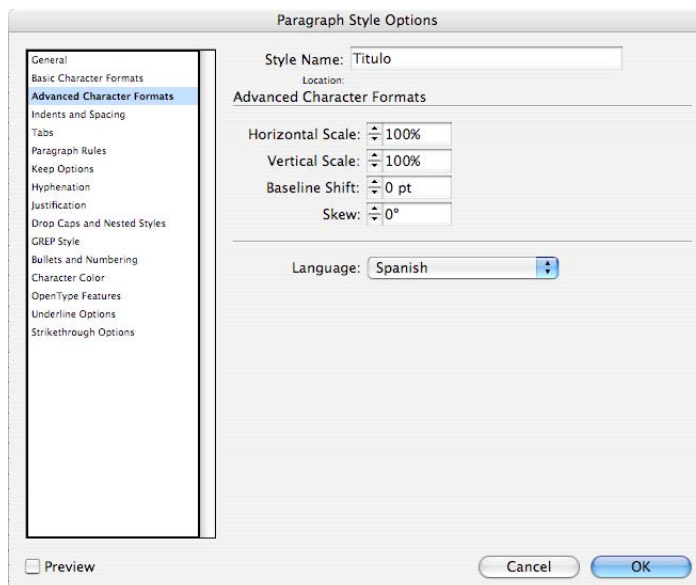 Paragraph Style Options
General
Basic Character Formats
Advanced Character Formats
Indents and Spacing
Tabs
Paragraph Rules
Keep Options
Hyphenation
Justification
Drop Caps and Nested Styles
GREP Style
Bullets and Numbering
Character Color
OpenType Features
Underline Options
Strikethrough Options
Style Name: Titulo
Location:
Advanced Character Formats
Horizontal Scale: 100%
Vertical Scale: 100%
Baseline Shift: 0 pt
Skew: 0°
Language: Spanish
Preview
Cancel
OK